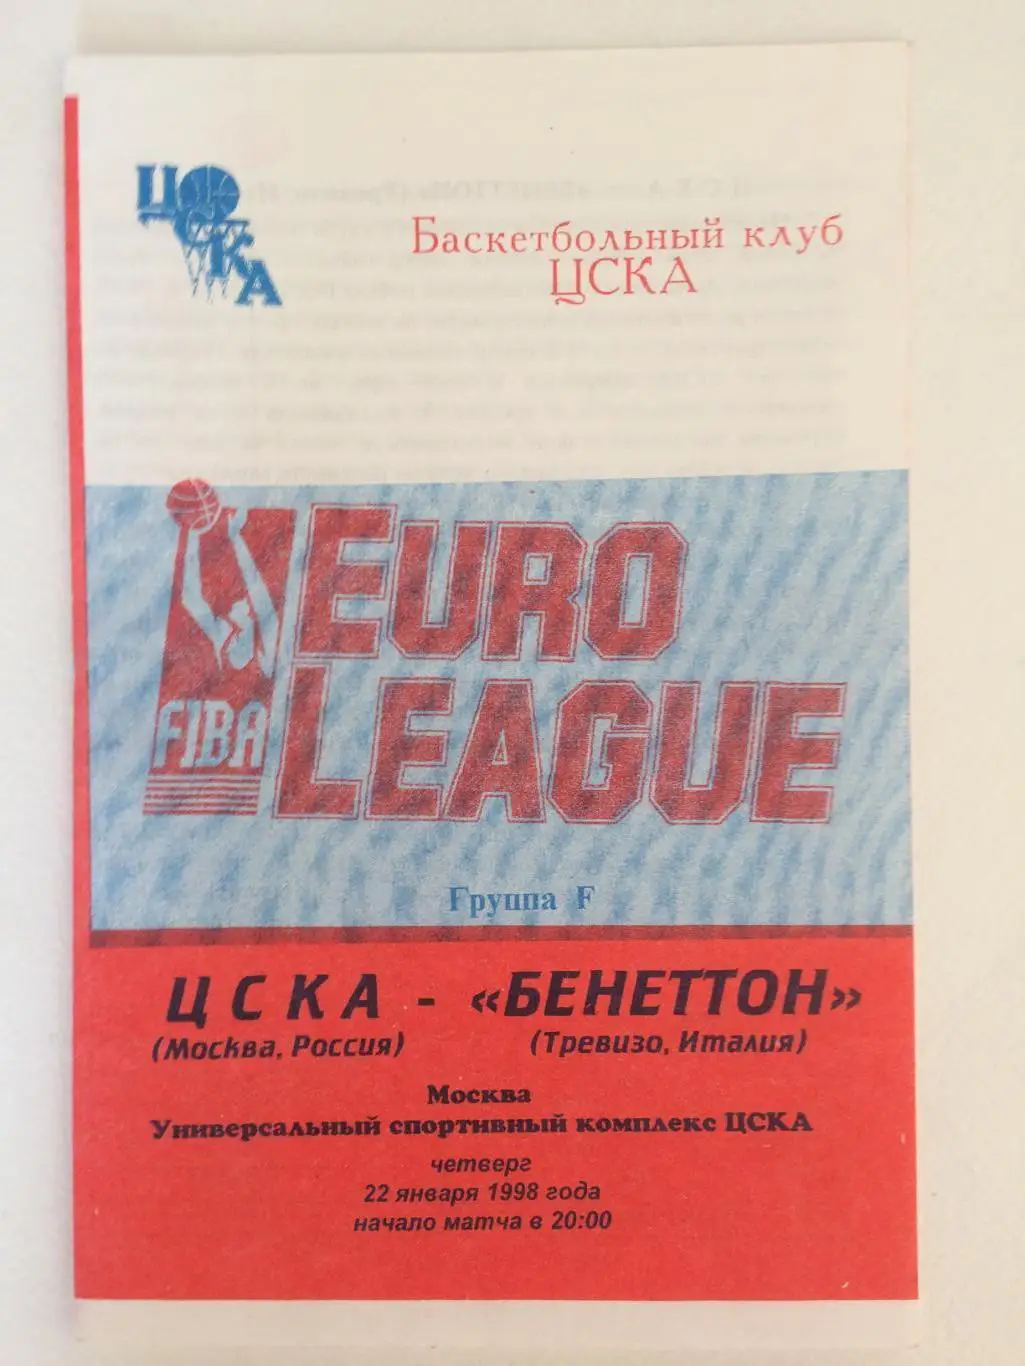 ЦСКА
Баскетбольный клуб
ЦСКА
EURO
LEAGUE
FIBA
Группа F
ЦСКА - «БЕНЕТТОН»
(Москва, Россия) (Тревизо, Италия)
Москва
Универсальный спортивный комплекс ЦСКА
четверг
22 января 1998 года
начало матча в 20:00